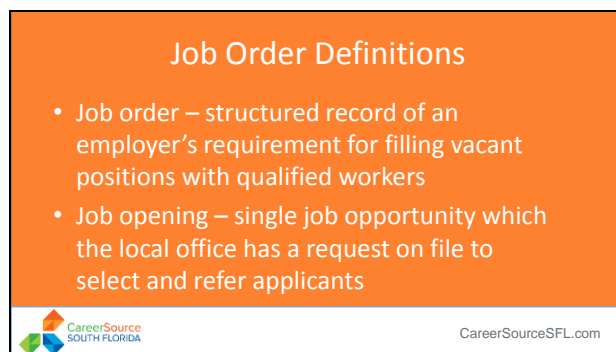 Job Order Definitions
• Job order – structured record of an
employer's requirement for filling vacant
positions with qualified workers
• Job opening – single job opportunity which
the local office has a request on file to
select and refer applicants
CareerSource
SOUTH FLORIDA
CareerSourceSFL.com